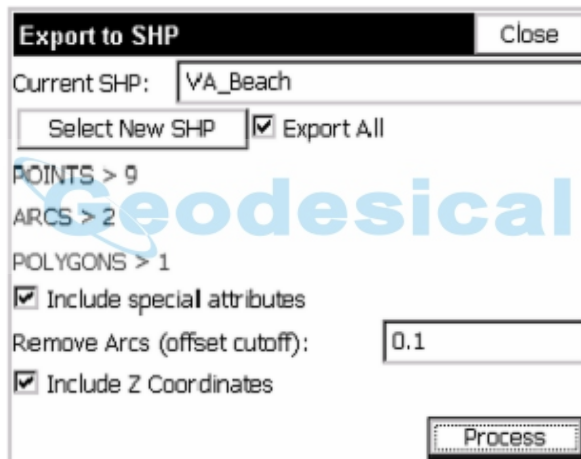 Export to SHP Close
Current SHP: VA_Beach
Select New SHP Export All
POINTS > 9
Geodesical
ARCS > 2
POLYGONS > 1
Include special attributes
Remove Arcs (offset cutoff): 0.1
Include Z Coordinates
Process